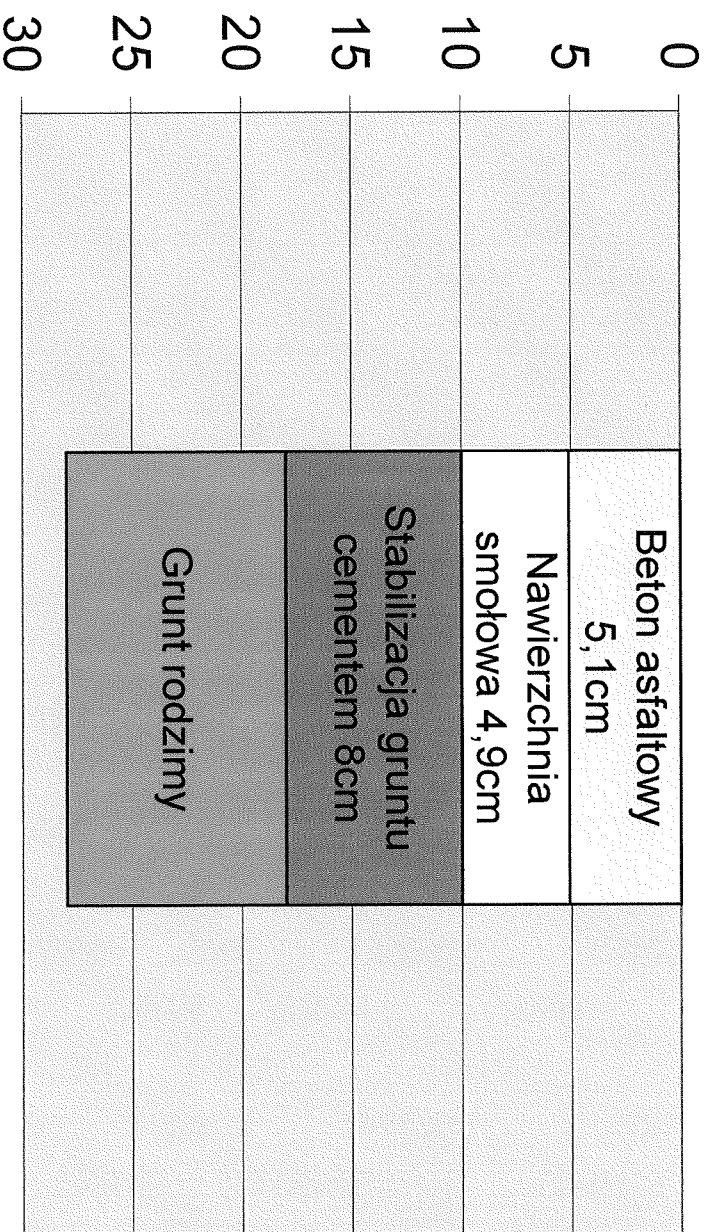 0
5
10
15
20
25
30
Beton asfaltowy
5,1cm
Nawierzchnia
smołowa 4,9cm
Stabilizacja gruntu
cementem 8cm
Grunt rodzimy